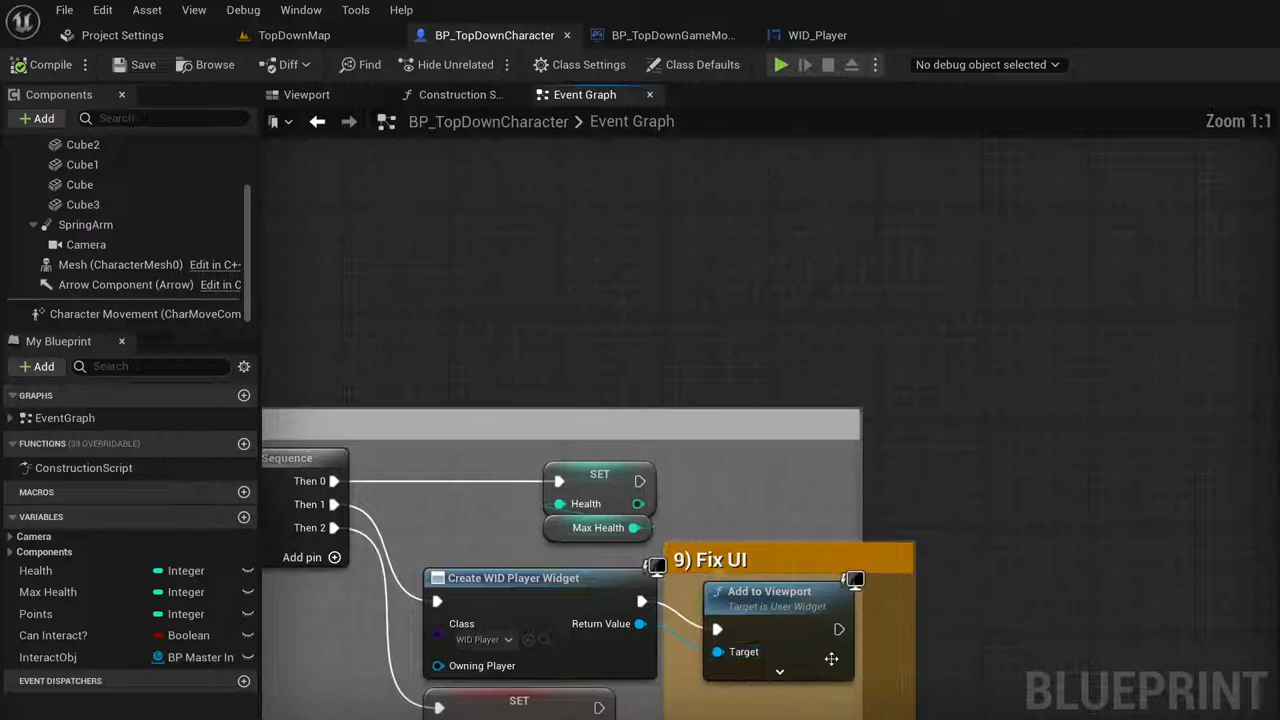 File Edit Asset View Debug Window Tools Help
Project Settings TopDownMap BP_TopDownCharacter BP_TopDownGameMo... WID_Player
Compile Save Browse Diff Find Hide Unrelated Class Settings Class Defaults No debug object selected
Components Viewport Construction S... Event Graph
Add Search
BP_TopDownCharacter > Event Graph Zoom 1:1
Cube2
Cube1
Cube
Cube3
SpringArm
Camera
Mesh (CharacterMesh0) Edit in C+
Arrow Component (Arrow) Edit in C
Character Movement (CharMoveCom
My Blueprint
Add Search
GRAPHS
EventGraph
FUNCTIONS (33 OVERRIDABLE)
ConstructionScript
MACROS
VARIABLES
Camera
Components
Health Integer
Max Health Integer
Points Integer
Can Interact? Boolean
InteractObj BP Master In
EVENT DISPATCHERS
Sequence
Then 0
Then 1
Then 2
Add pin
SET
Health
Max Health
Create WID Player Widget
Class
WID Player
Return Value
Owning Player
SET
9) Fix UI
Add to Viewport
Target is User Widget
Target
BLUEPRINT